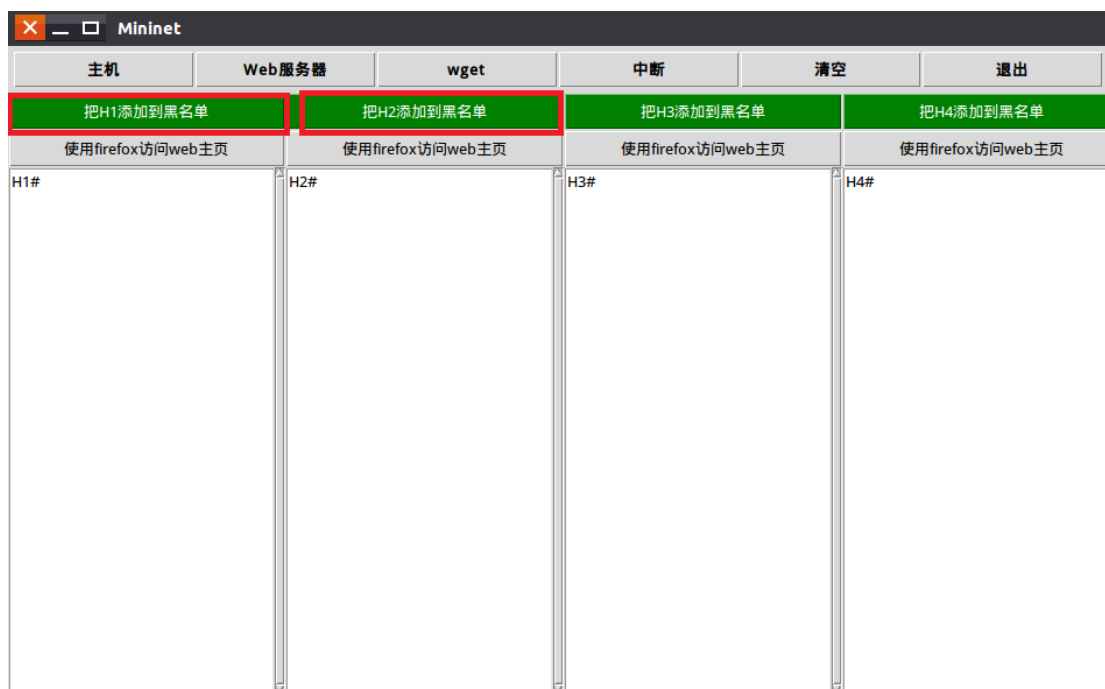 Mininet
主机 Web服务器 wget 中断 清空 退出
把H1添加到黑名单 把H2添加到黑名单 把H3添加到黑名单 把H4添加到黑名单
使用firefox访问web主页 使用firefox访问web主页 使用firefox访问web主页 使用firefox访问web主页
H1# H2# H3# H4#